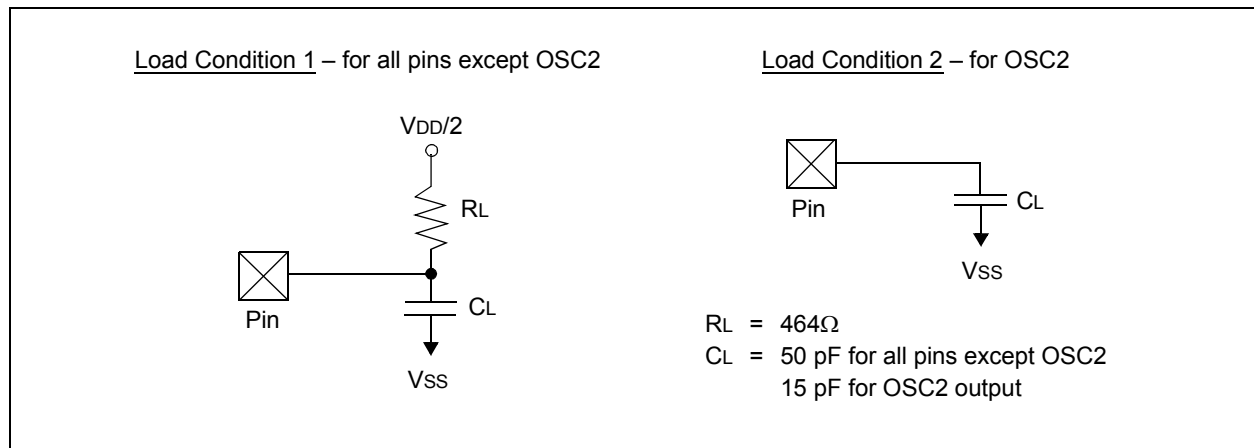 Load Condition 1 – for all pins except OSC2
VDD/2
RL
Pin
CL
VSS
Load Condition 2 – for OSC2
Pin
CL
VSS
RL = 464Ω
CL = 50 pF for all pins except OSC2
15 pF for OSC2 output